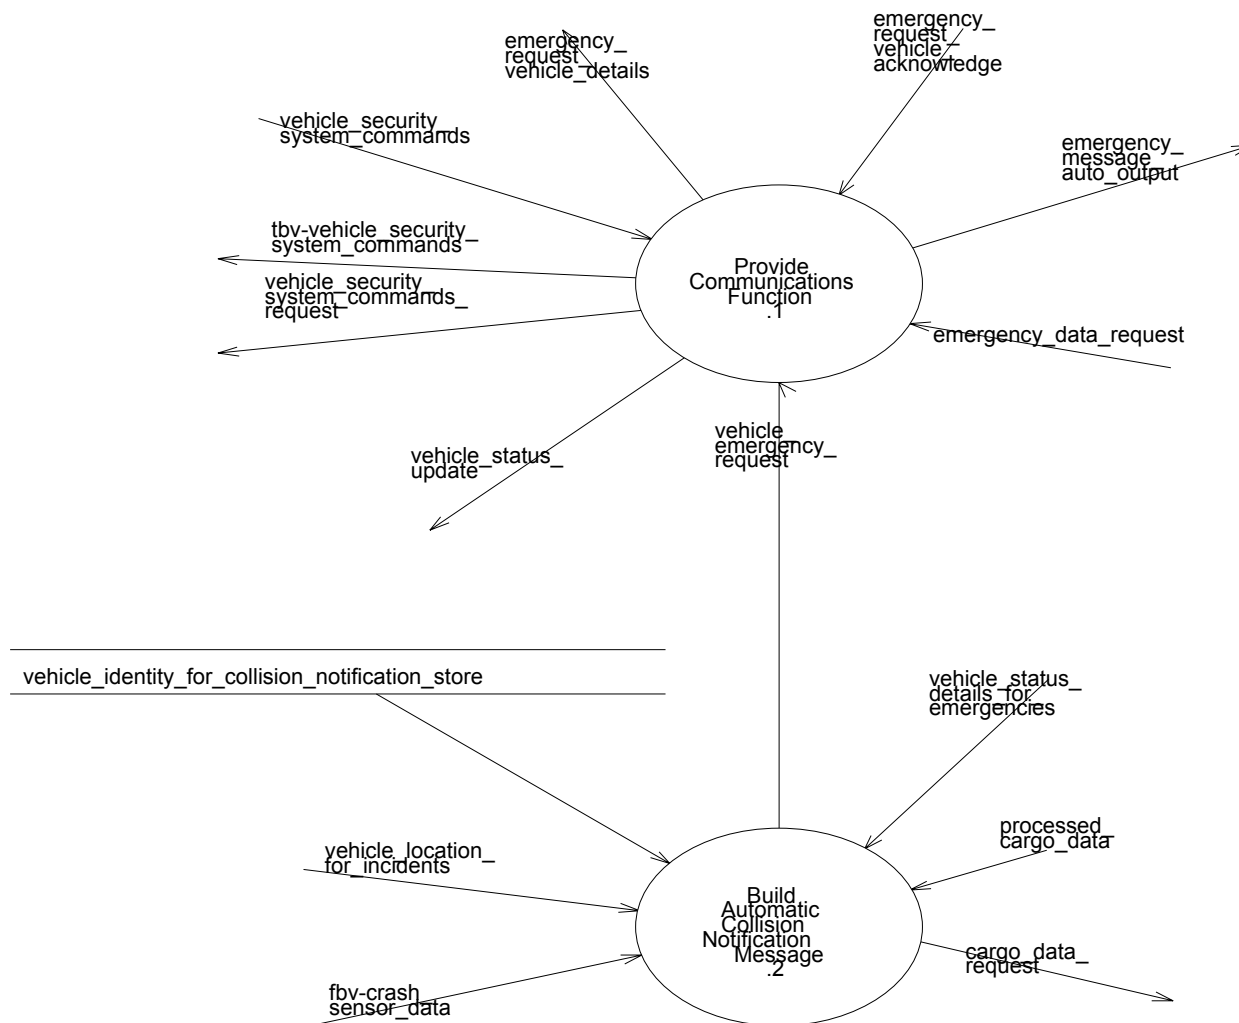 emergency_
request_
vehicle_details
emergency_
request_
vehicle_
acknowledge
vehicle_security_
system_commands
emergency_
message_
auto_output
tbv-vehicle_security_
system_commands
vehicle_security_
system_commands_
request
Provide
Communications
Function
.1
emergency_data_request
vehicle_
emergency_
request
vehicle_status_
update
vehicle_identity_for_collision_notification_store
vehicle_status_
details_for_
emergencies
processed_
cargo_data
vehicle_location_
for_incidents
Build
Automatic
Collision
Notification
Message
.2
cargo_data_
request
fbv-crash_
sensor_data